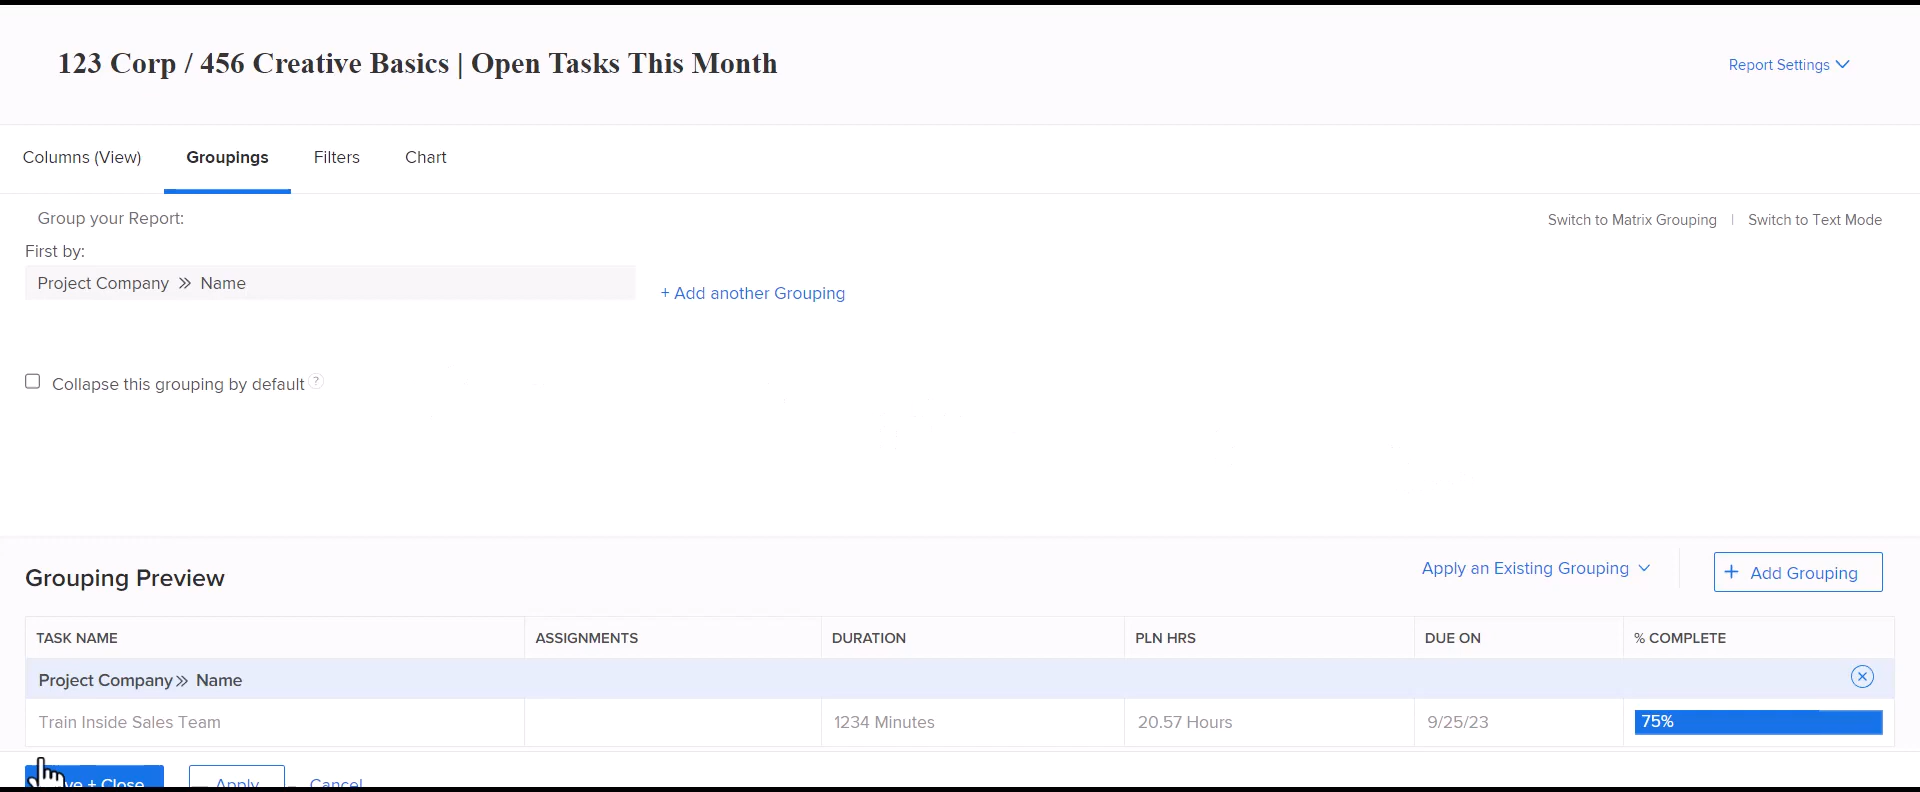 123 Corp / 456 Creative Basics | Open Tasks This Month
Report Settings
Columns (View) Groupings Filters Chart
Group your Report:
Switch to Matrix Grouping | Switch to Text Mode
First by:
Project Company » Name
+ Add another Grouping
Collapse this grouping by default ?
Grouping Preview
Apply an Existing Grouping
+ Add Grouping
TASK NAME ASSIGNMENTS DURATION PLN HRS DUE ON % COMPLETE
Project Company » Name
Train Inside Sales Team 1234 Minutes 20.57 Hours 9/25/23 75%
+ Close Apply Cancel